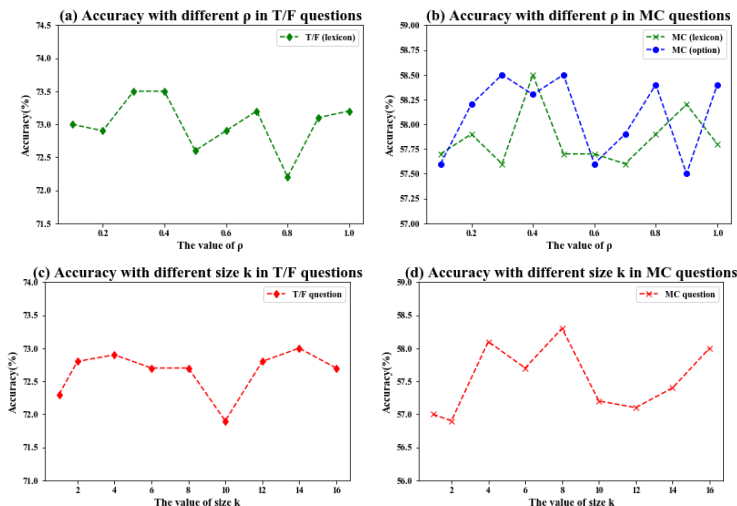 (a) Accuracy with different ρ in T/F questions
74.0
73.5
73.0
72.5
72.0
71.5
Accuracy(%)
T/F (lexicon)
0.2 0.4 0.6 0.8 1.0
The value of ρ
(b) Accuracy with different ρ in MC questions
59.00
58.75
58.50
58.25
58.00
57.75
57.50
57.25
57.00
Accuracy(%)
MC (lexicon)
MC (option)
0.2 0.4 0.6 0.8 1.0
The value of ρ
(c) Accuracy with different size k in T/F questions
74.0
73.5
73.0
72.5
72.0
71.5
71.0
Accuracy(%)
T/F question
2 4 6 8 10 12 14 16
The value of size k
(d) Accuracy with different size k in MC questions
59.0
58.5
58.0
57.5
57.0
56.5
56.0
Accuracy(%)
MC question
2 4 6 8 10 12 14 16
The value of size k